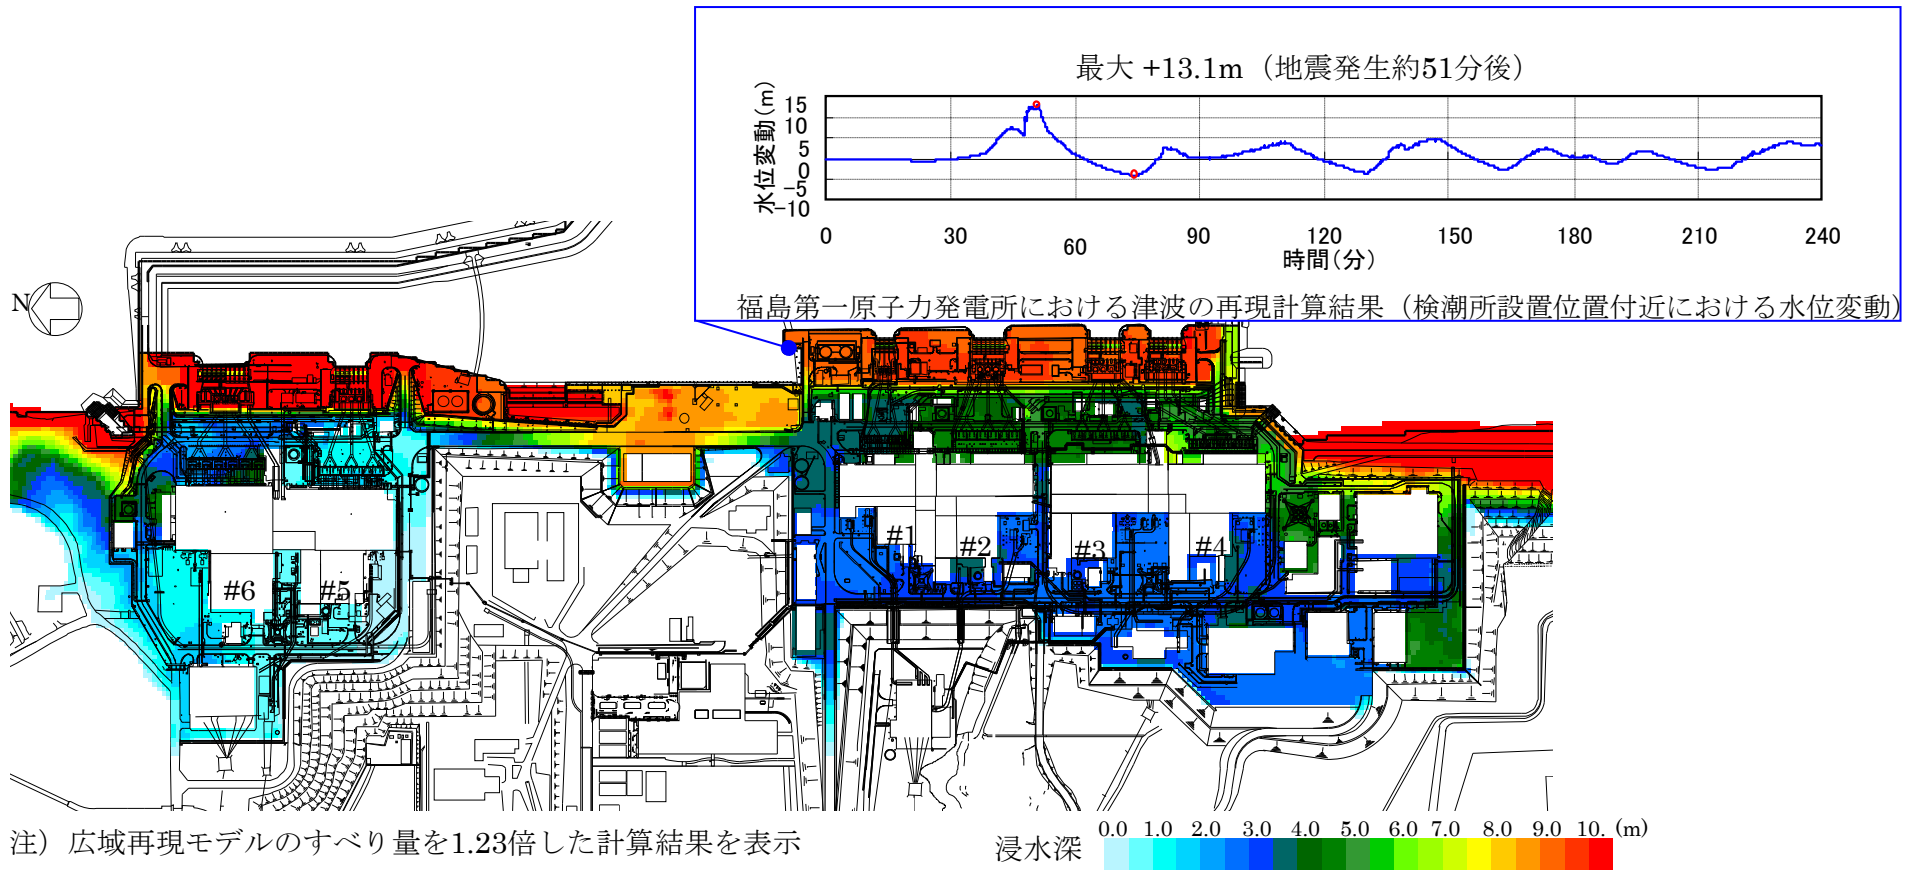 最大 +13.1m（地震発生約51分後）
水位変動(m)
15
10
5
0
−5
−10
0 30 60 90 120 150 180 210 240
時間(分)
福島第一原子力発電所における津波の再現計算結果（検潮所設置位置付近における水位変動）
N
#1
#2
#3
#4
#6
#5
注）広域再現モデルのすべり量を1.23倍した計算結果を表示
浸水深
0.0 1.0 2.0 3.0 4.0 5.0 6.0 7.0 8.0 9.0 10. (m)